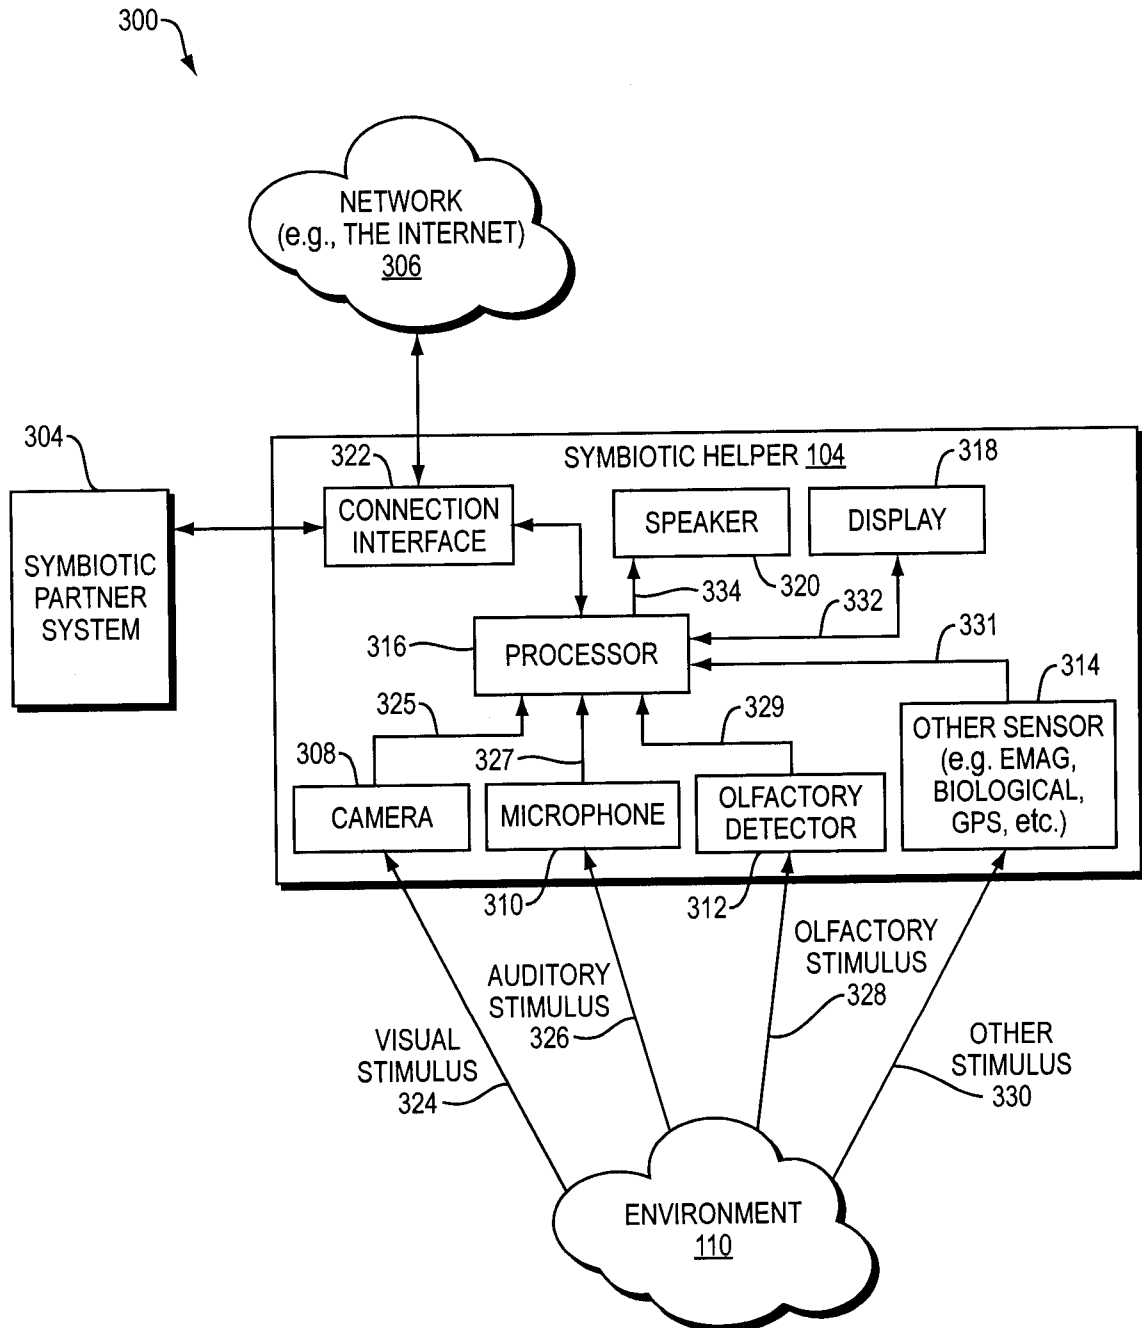 300
NETWORK
(e.g., THE INTERNET)
306
304
SYMBIOTIC
PARTNER
SYSTEM
SYMBIOTIC HELPER 104
322
CONNECTION
INTERFACE
SPEAKER
320
318
DISPLAY
334
332
331
316
PROCESSOR
325
327
329
314
308
CAMERA
MICROPHONE
310
OLFACTORY
DETECTOR
312
OTHER SENSOR
(e.g. EMAG,
BIOLOGICAL,
GPS, etc.)
VISUAL
STIMULUS
324
AUDITORY
STIMULUS
326
OLFACTORY
STIMULUS
328
OTHER
STIMULUS
330
ENVIRONMENT
110